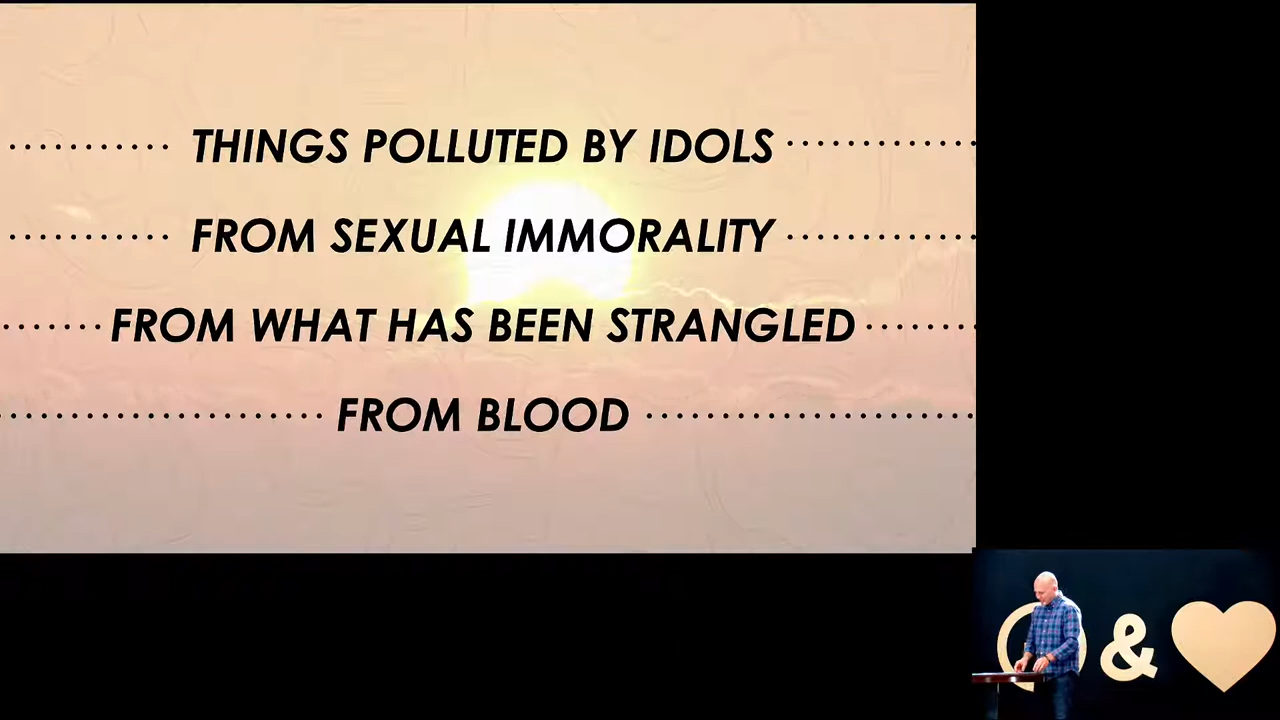 THINGS POLLUTED BY IDOLS
FROM SEXUAL IMMORALITY
FROM WHAT HAS BEEN STRANGLED
FROM BLOOD
&